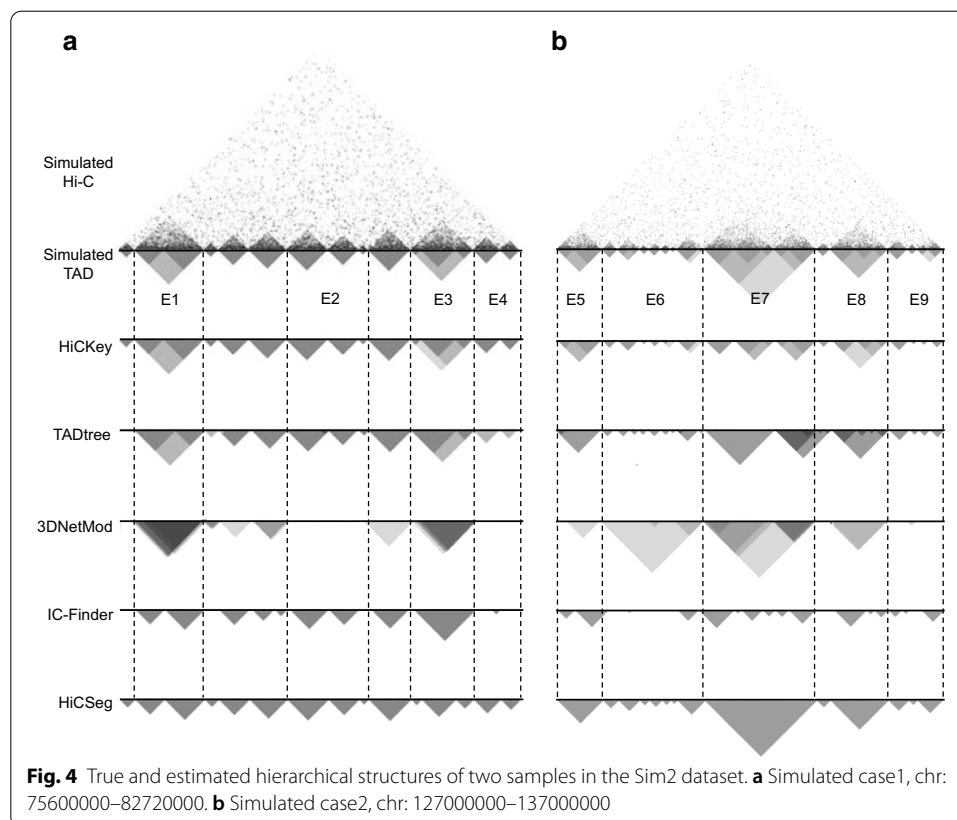 a
b
Simulated
Hi-C
Simulated
TAD
E1
E2
E3
E4
E5
E6
E7
E8
E9
HiCKey
TADtree
3DNetMod
IC-Finder
HiCSeg
Fig. 4 True and estimated hierarchical structures of two samples in the Sim2 dataset. a Simulated case1, chr:
75600000–82720000. b Simulated case2, chr: 127000000–137000000